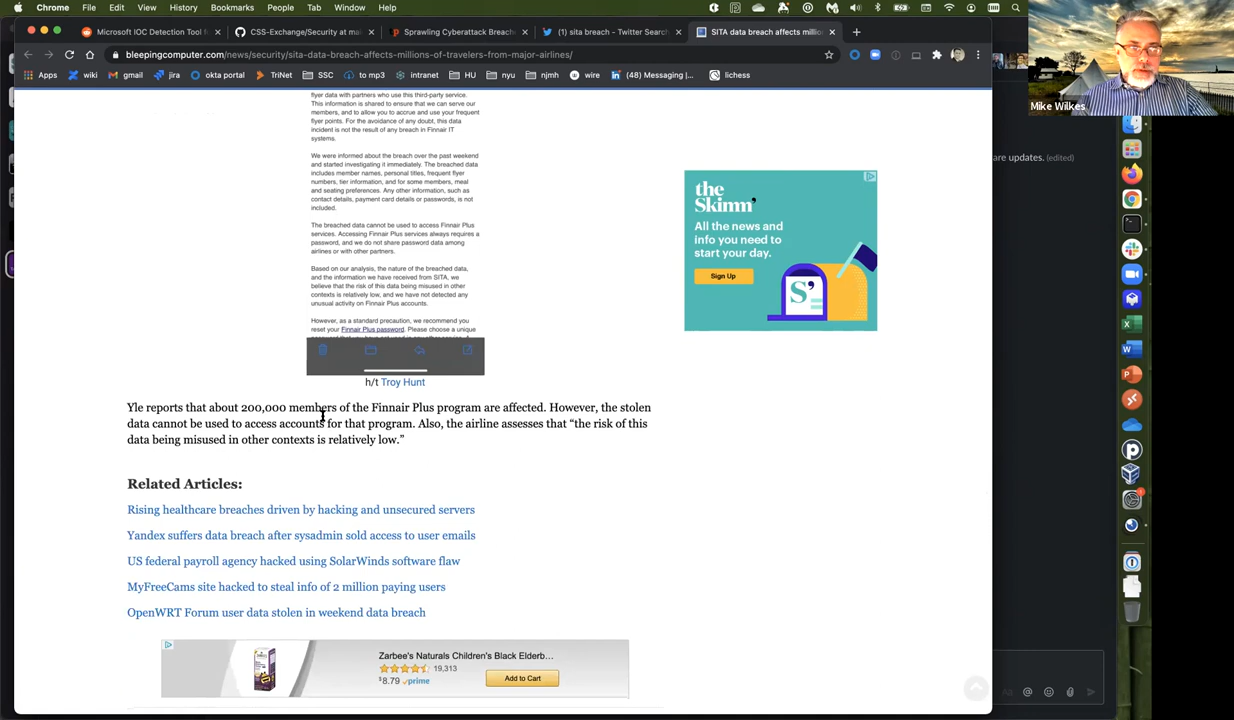 Chrome File Edit View History Bookmarks People Tab Window Help
Microsoft IOC Detection Tool f
CSS-Exchange/Security at mai
Sprawling Cyberattack Breache
(1) sita breach - Twitter Search
SITA data breach affects millio
bleepingcomputer.com/news/security/sita-data-breach-affects-millions-of-travelers-from-major-airlines/
Apps wiki gmail jira okta portal TriNet SSC to mp3 intranet HU nyu njmh wire (48) Messaging |... lichess
Mike Wilkes
are updates. (edited)
flyer data with partners who use this third-party service.
This information is shared to ensure that we can serve our
members, and to allow you to accrue and use your frequent
flyer points. For the avoidance of any doubt, this data
incident is not the result of any breach in Finnair IT
systems.
We were informed about the breach over the past weekend
and started investigating it immediately. The breached data
includes member names, personal titles, frequent flyer
numbers, tier information, and for some members, meal
and seating preferences. Any other information, such as
contact details, payment card details or passwords, is not
included.
The breached data cannot be used to access Finnair Plus
services. Accessing Finnair Plus services always requires a
password, and we do not share password data among
airlines or with other partners.
Based on our analysis, the nature of the breached data,
and the information we have received from SITA, we
believe that the risk of this data being misused in other
contexts is relatively low, and we have not detected any
unusual activity on Finnair Plus accounts.
However, as a standard precaution, we recommend you
reset your Finnair Plus password. Please choose a unique
h/t Troy Hunt
the
Skimm'
All the news and
info you need to
start your day.
Sign Up
S'
Yle reports that about 200,000 members of the Finnair Plus program are affected. However, the stolen
data cannot be used to access accounts for that program. Also, the airline assesses that “the risk of this
data being misused in other contexts is relatively low.”
Related Articles:
Rising healthcare breaches driven by hacking and unsecured servers
Yandex suffers data breach after sysadmin sold access to user emails
US federal payroll agency hacked using SolarWinds software flaw
MyFreeCams site hacked to steal info of 2 million paying users
OpenWRT Forum user data stolen in weekend data breach
Zarbee's Naturals Children's Black Elderb...
19,313
$8.79 prime
Add to Cart
Aa